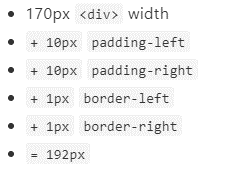 • 170px <div> width
• + 10px padding-left
• + 10px padding-right
• + 1px border-left
• + 1px border-right
• = 192px